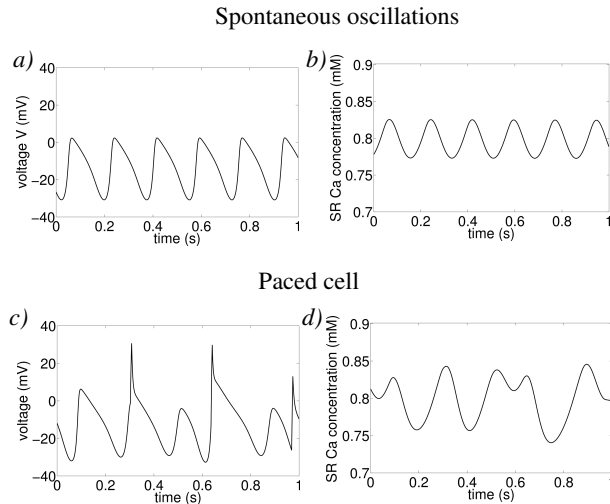 Spontaneous oscillations
a)
40
20
0
−20
−40
voltage V (mV)
0 0.2 0.4 0.6 0.8 1
time (s)
b)
0.9
0.85
0.8
0.75
0.7
SR Ca concentration (mM)
0 0.2 0.4 0.6 0.8 1
time (s)
Paced cell
c)
40
20
0
−20
−40
voltage (mV)
0 0.2 0.4 0.6 0.8 1
time (s)
d)
0.9
0.85
0.8
0.75
0.7
SR Ca concentration (mM)
0 0.2 0.4 0.6 0.8 1
time (s)